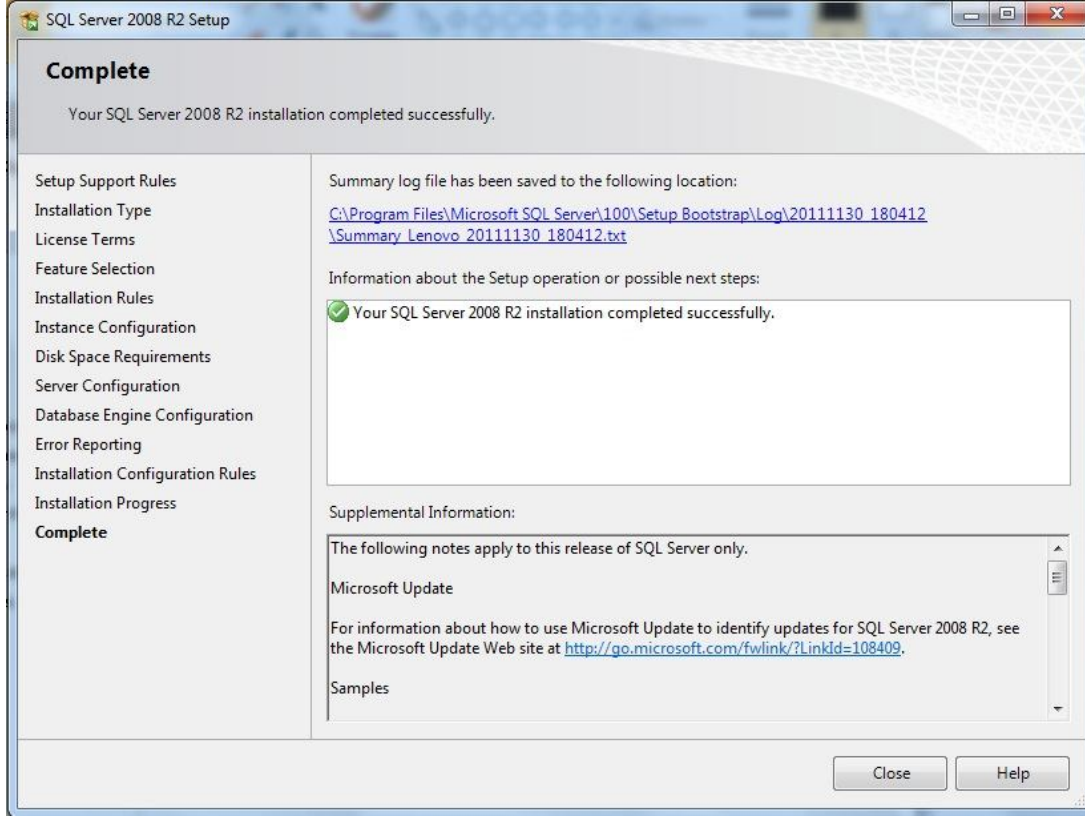 SQL Server 2008 R2 Setup
Complete
Your SQL Server 2008 R2 installation completed successfully.
Setup Support Rules
Installation Type
License Terms
Feature Selection
Installation Rules
Instance Configuration
Disk Space Requirements
Server Configuration
Database Engine Configuration
Error Reporting
Installation Configuration Rules
Installation Progress
Complete
Summary log file has been saved to the following location:
C:\Program Files\Microsoft SQL Server\100\Setup Bootstrap\Log\20111130_180412
\Summary_Lenovo_20111130_180412.txt
Information about the Setup operation or possible next steps:
Your SQL Server 2008 R2 installation completed successfully.
Supplemental Information:
The following notes apply to this release of SQL Server only.
Microsoft Update
For information about how to use Microsoft Update to identify updates for SQL Server 2008 R2, see
the Microsoft Update Web site at http://go.microsoft.com/fwlink/?LinkId=108409.
Samples
Close
Help